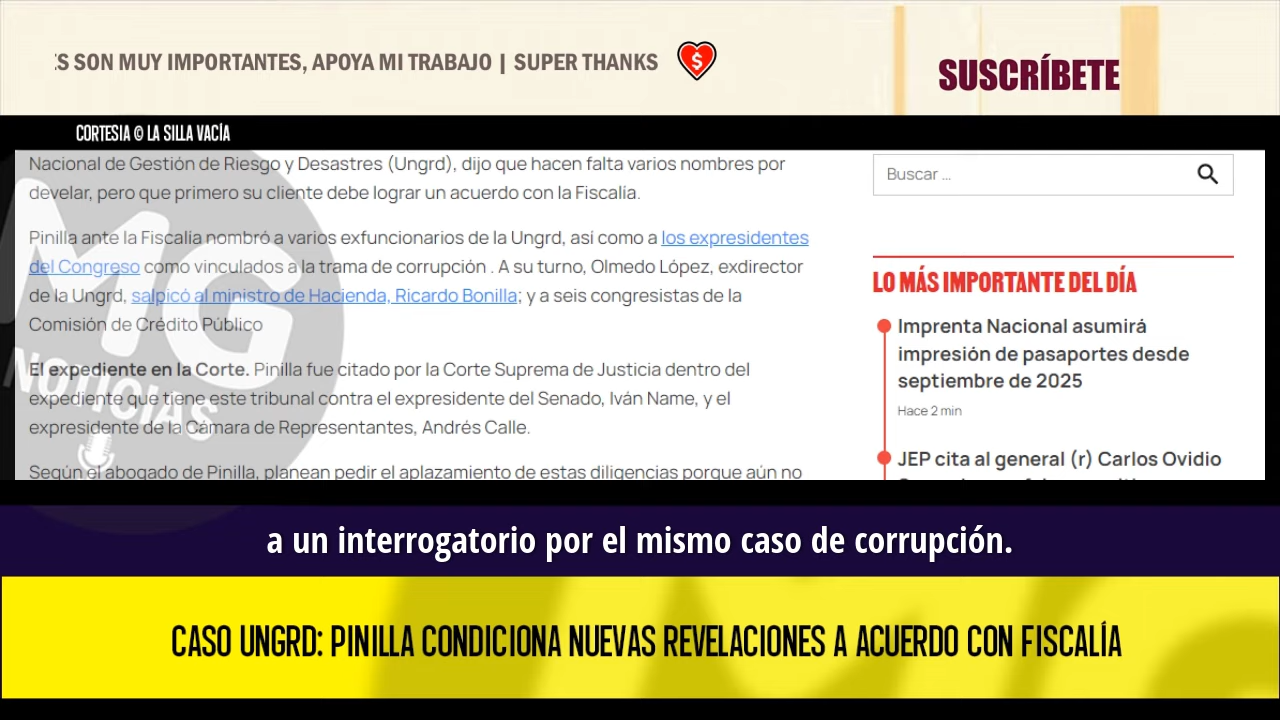 S SON MUY IMPORTANTES, APOYA MI TRABAJO | SUPER THANKS
$
SUSCRÍBETE
CORTESIA © LA SILLA VACÍA
Nacional de Gestión de Riesgo y Desastres (Ungrd), dijo que hacen falta varios nombres por
develar, pero que primero su cliente debe lograr un acuerdo con la Fiscalía.
Pinilla ante la Fiscalía nombró a varios exfuncionarios de la Ungrd, así como a los expresidentes
del Congreso como vinculados a la trama de corrupción . A su turno, Olmedo López, exdirector
de la Ungrd, salpicó al ministro de Hacienda, Ricardo Bonilla; y a seis congresistas de la
Comisión de Crédito Público
El expediente en la Corte. Pinilla fue citado por la Corte Suprema de Justicia dentro del
expediente que tiene este tribunal contra el expresidente del Senado, Iván Name, y el
expresidente de la Cámara de Representantes, Andrés Calle.
Según el abogado de Pinilla, planean pedir el aplazamiento de estas diligencias porque aún no
MG
NOTICIAS
Buscar ...
LO MÁS IMPORTANTE DEL DÍA
Imprenta Nacional asumirá
impresión de pasaportes desde
septiembre de 2025
Hace 2 min
JEP cita al general (r) Carlos Ovidio
a un interrogatorio por el mismo caso de corrupción.
CASO UNGRD: PINILLA CONDICIONA NUEVAS REVELACIONES A ACUERDO CON FISCALÍA